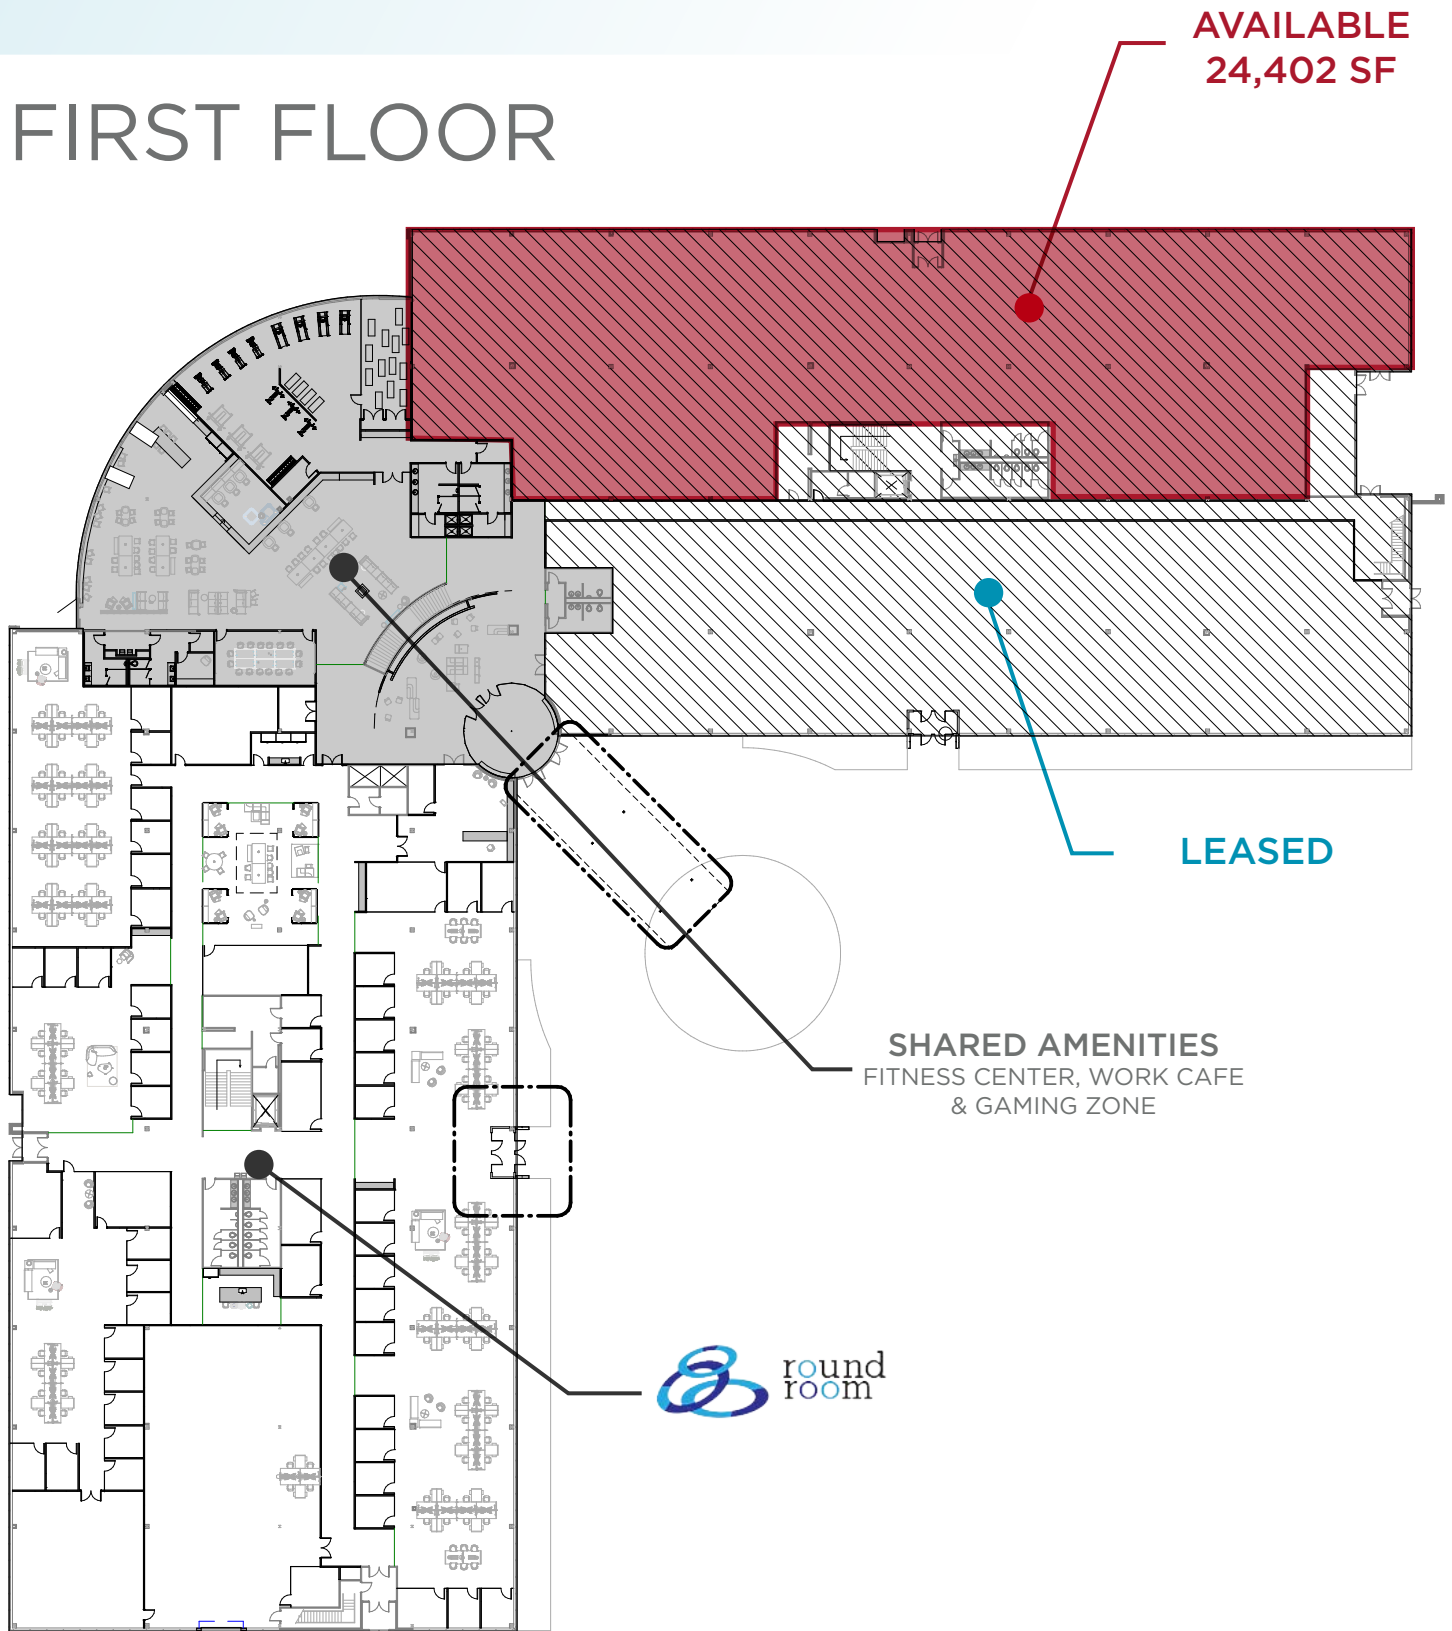 AVAILABLE
24,402 SF
FIRST FLOOR
LEASED
SHARED AMENITIES
FITNESS CENTER, WORK CAFE
& GAMING ZONE
round
room